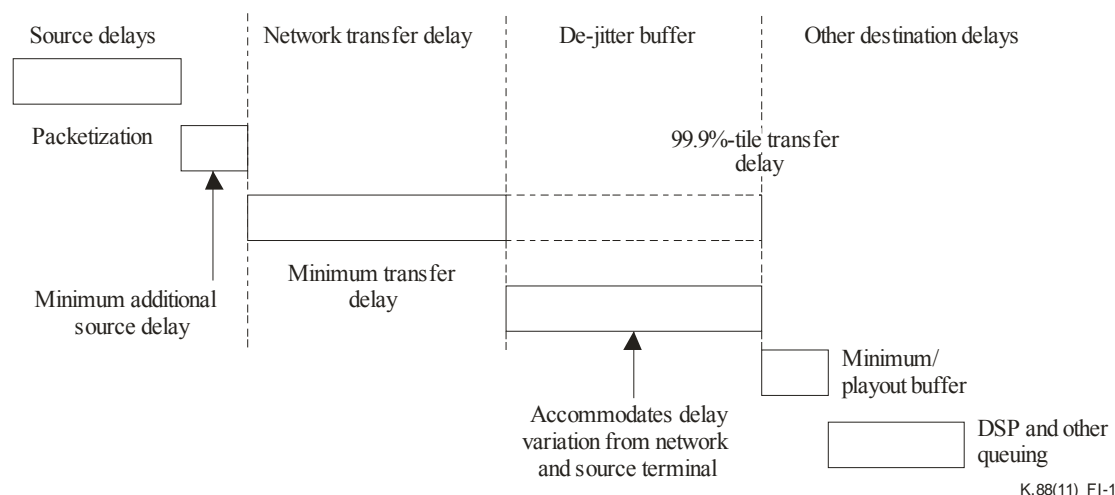 Source delays
Network transfer delay
De-jitter buffer
Other destination delays
Packetization
99.9%-tile transfer
delay
Minimum transfer
delay
Minimum additional
source delay
Minimum/
playout buffer
Accommodates delay
variation from network
and source terminal
DSP and other
queuing
K.88(11)_FI-1